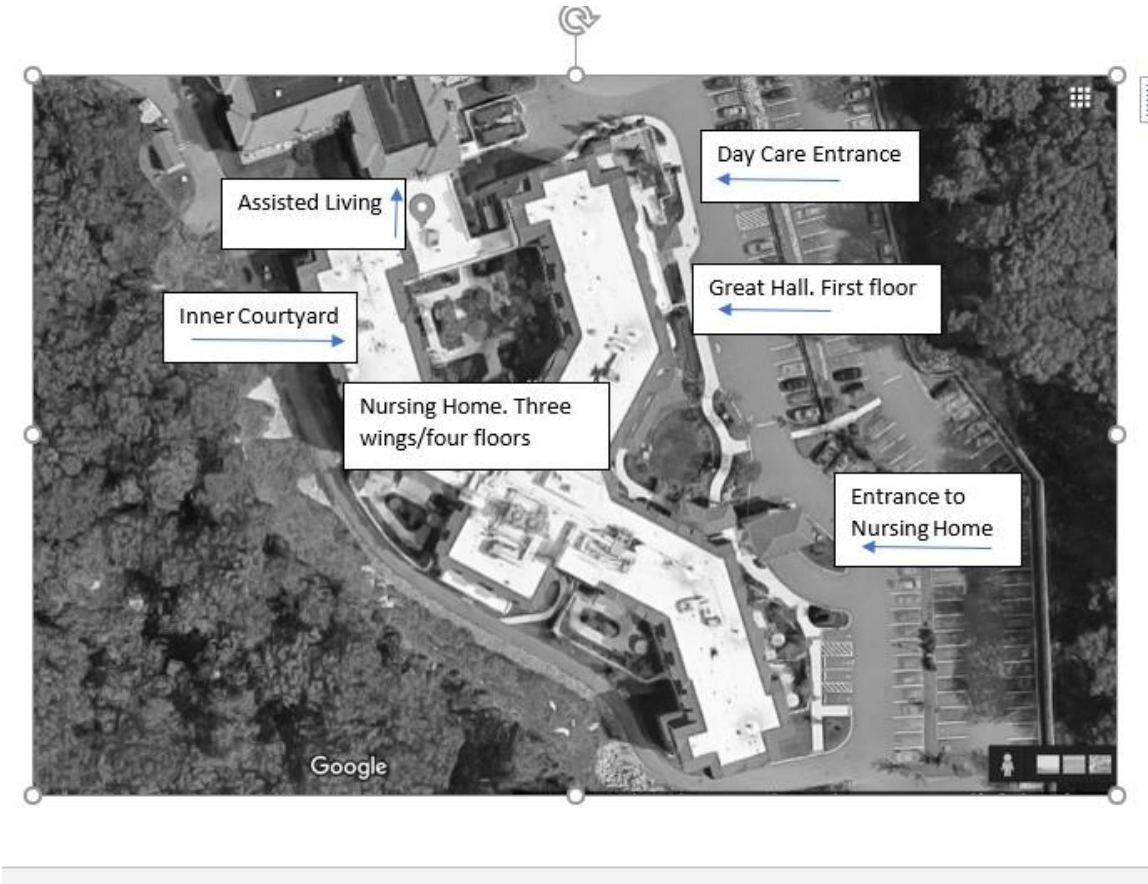 Day Care Entrance
Assisted Living
Great Hall. First floor
Inner Courtyard
Nursing Home. Three
wings/four floors
Entrance to
Nursing Home
Google